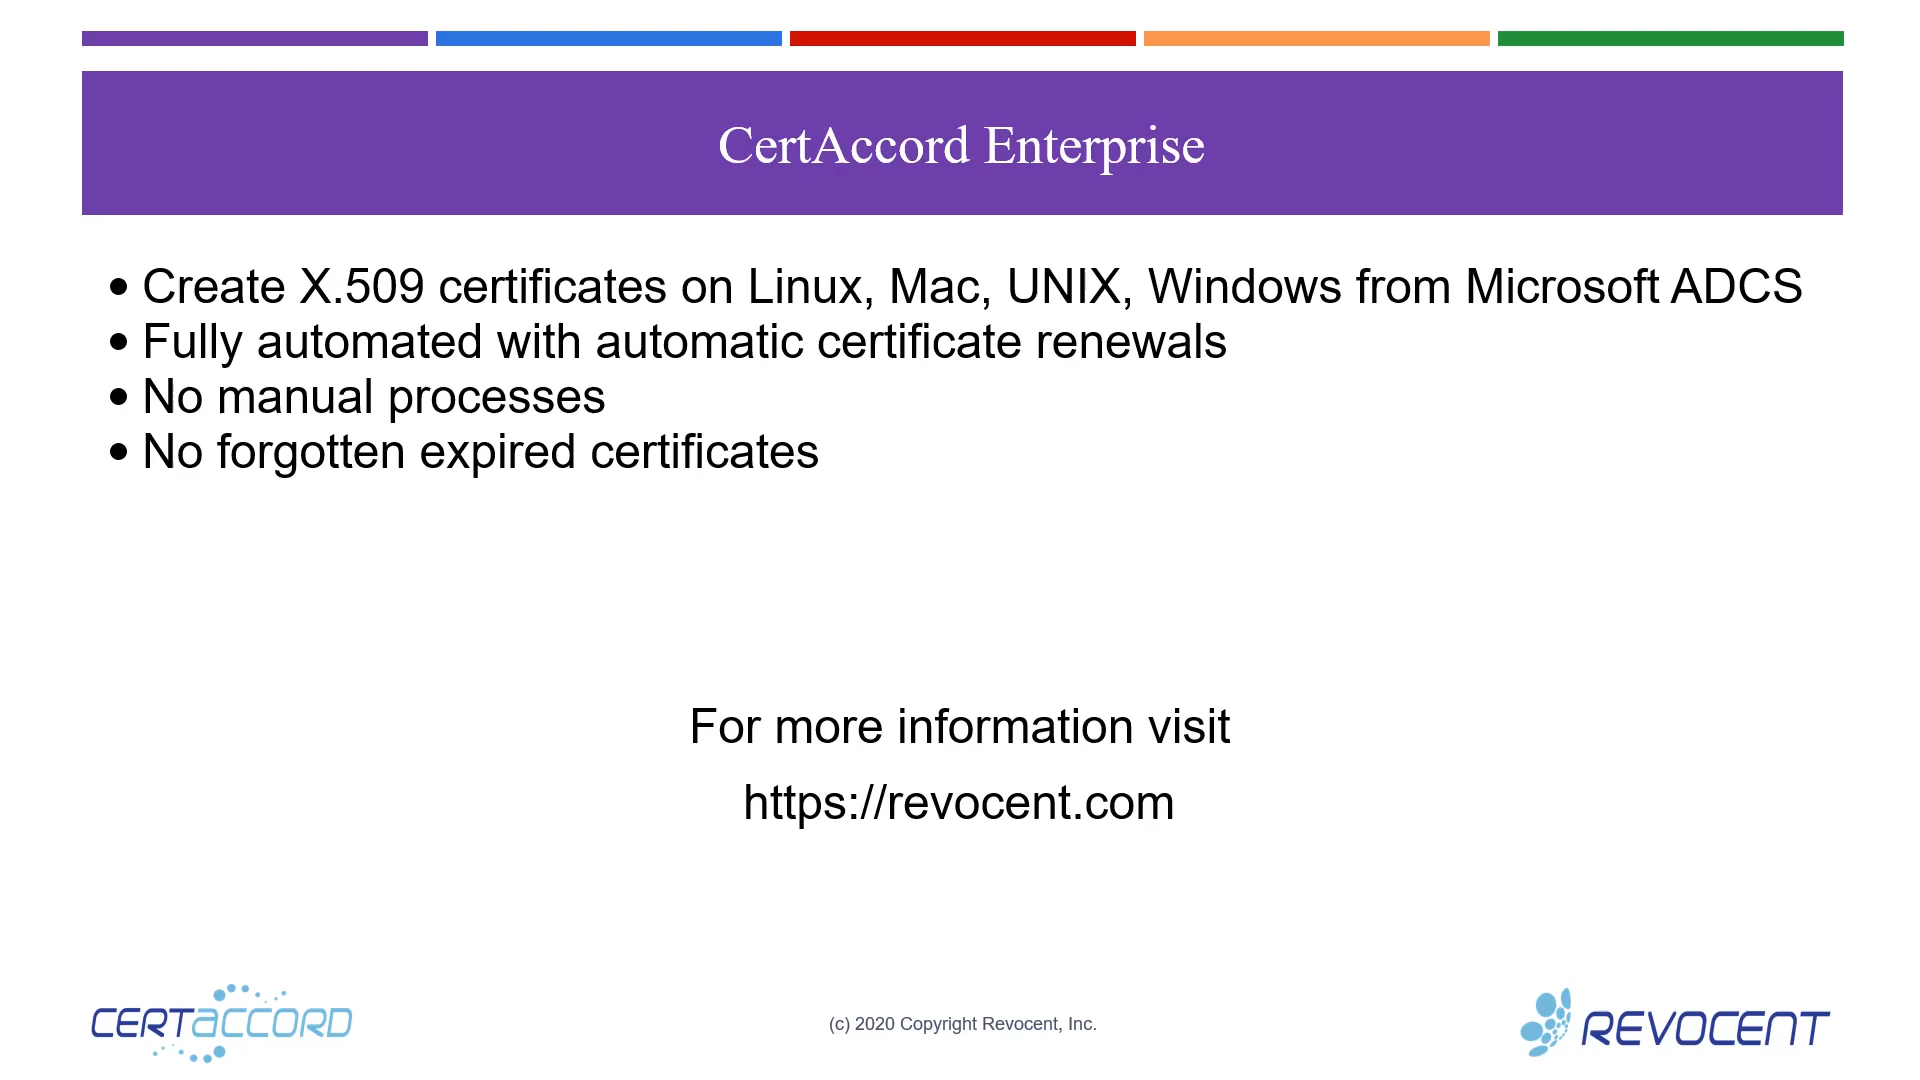 CertAccord Enterprise
• Create X.509 certificates on Linux, Mac, UNIX, Windows from Microsoft ADCS
• Fully automated with automatic certificate renewals
• No manual processes
• No forgotten expired certificates
For more information visit
https://revocent.com
CERTACCORD
(c) 2020 Copyright Revocent, Inc.
REVOCENT